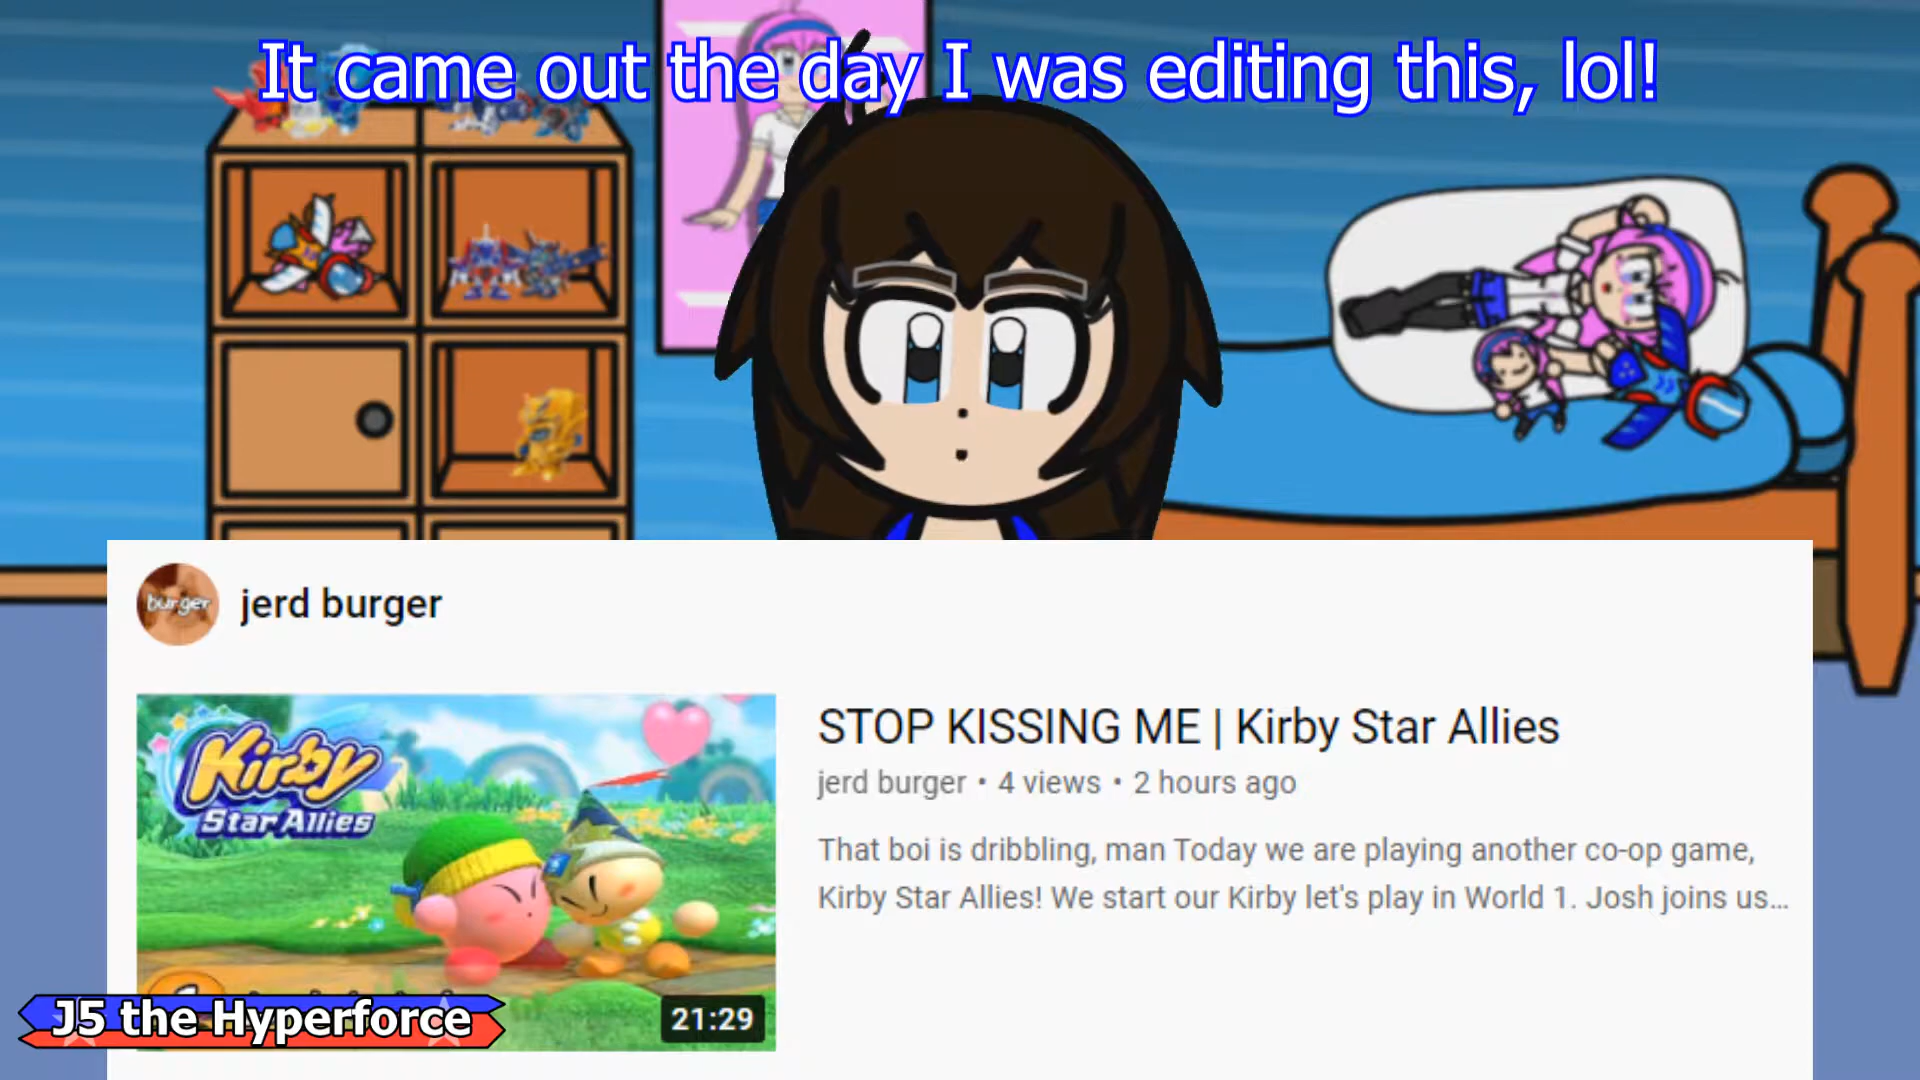 It came out the day I was editing this, lol!
burger
jerd burger
Kirby
Star Allies
STOP KISSING ME | Kirby Star Allies
jerd burger • 4 views • 2 hours ago
That boi is dribbling, man Today we are playing another co-op game,
Kirby Star Allies! We start our Kirby let's play in World 1. Josh joins us...
J5 the Hyperforce
21:29